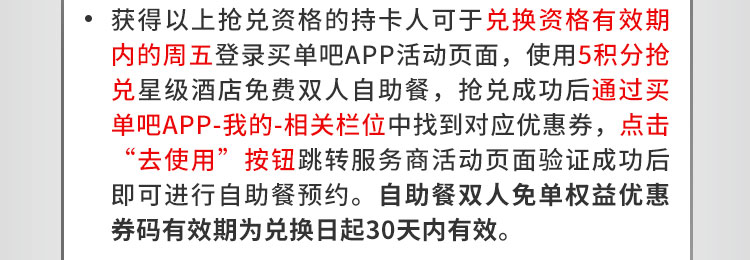 • 获得以上抢兑资格的持卡人可于兑换资格有效期
内的周五登录买单吧APP活动页面，使用5积分抢
兑星级酒店免费双人自助餐，抢兑成功后通过买
单吧APP-我的-相关栏位中找到对应优惠券，点击
“去使用”按钮跳转服务商活动页面验证成功后
即可进行自助餐预约。自助餐双人免单权益优惠
券码有效期为兑换日起30天内有效。